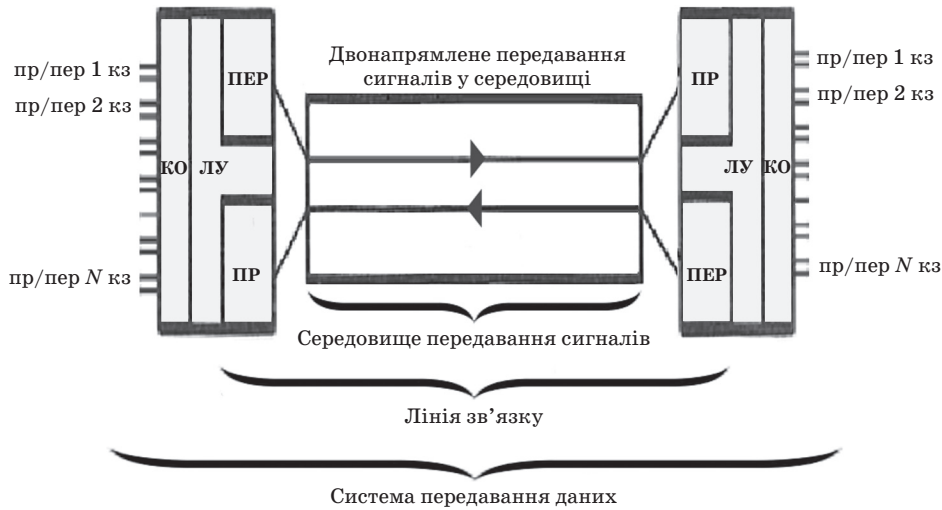 Двонапрямлене передавання
сигналів у середовищі
пр/пер 1 кз
пр/пер 2 кз
пр/пер N кз
КО
ЛУ
ПЕР
ПР
ПР
ПЕР
ЛУ
КО
пр/пер 1 кз
пр/пер 2 кз
пр/пер N кз
Середовище передавання сигналів
Лінія зв’язку
Система передавання даних